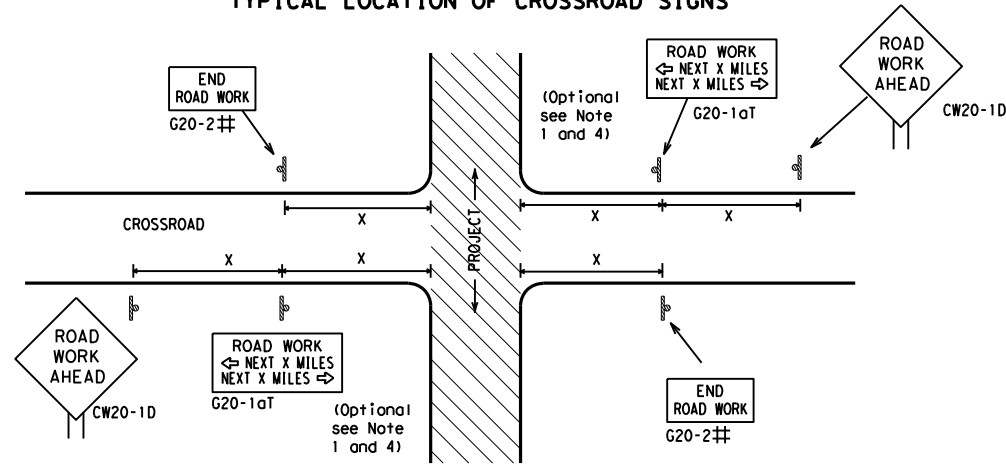 TYPICAL LOCATION OF CROSSROAD SIGNS
END
ROAD WORK
G20-2#
(Optional
see Note
1 and 4)
ROAD WORK
⇦ NEXT X MILES
NEXT X MILES ⇨
G20-1aT
ROAD
WORK
AHEAD
CW20-1D
X
X
X
CROSSROAD
PROJECT
X
X
X
ROAD
WORK
AHEAD
CW20-1D
ROAD WORK
⇦ NEXT X MILES
NEXT X MILES ⇨
G20-1aT
(Optional
see Note
1 and 4)
END
ROAD WORK
G20-2#